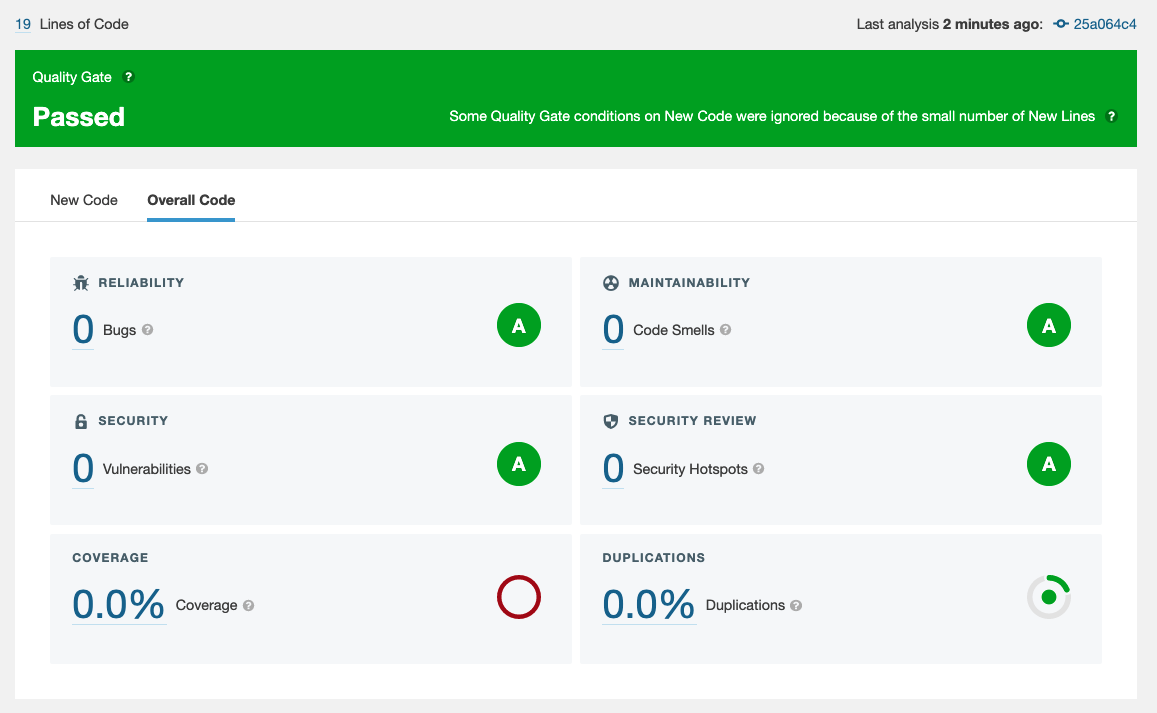 19 Lines of Code
Last analysis 2 minutes ago: 25a064c4
Quality Gate ?
Passed
Some Quality Gate conditions on New Code were ignored because of the small number of New Lines ?
New Code Overall Code
RELIABILITY
0 Bugs ?
A
MAINTAINABILITY
0 Code Smells ?
A
SECURITY
0 Vulnerabilities ?
A
SECURITY REVIEW
0 Security Hotspots ?
A
COVERAGE
0.0% Coverage ?
DUPLICATIONS
0.0% Duplications ?